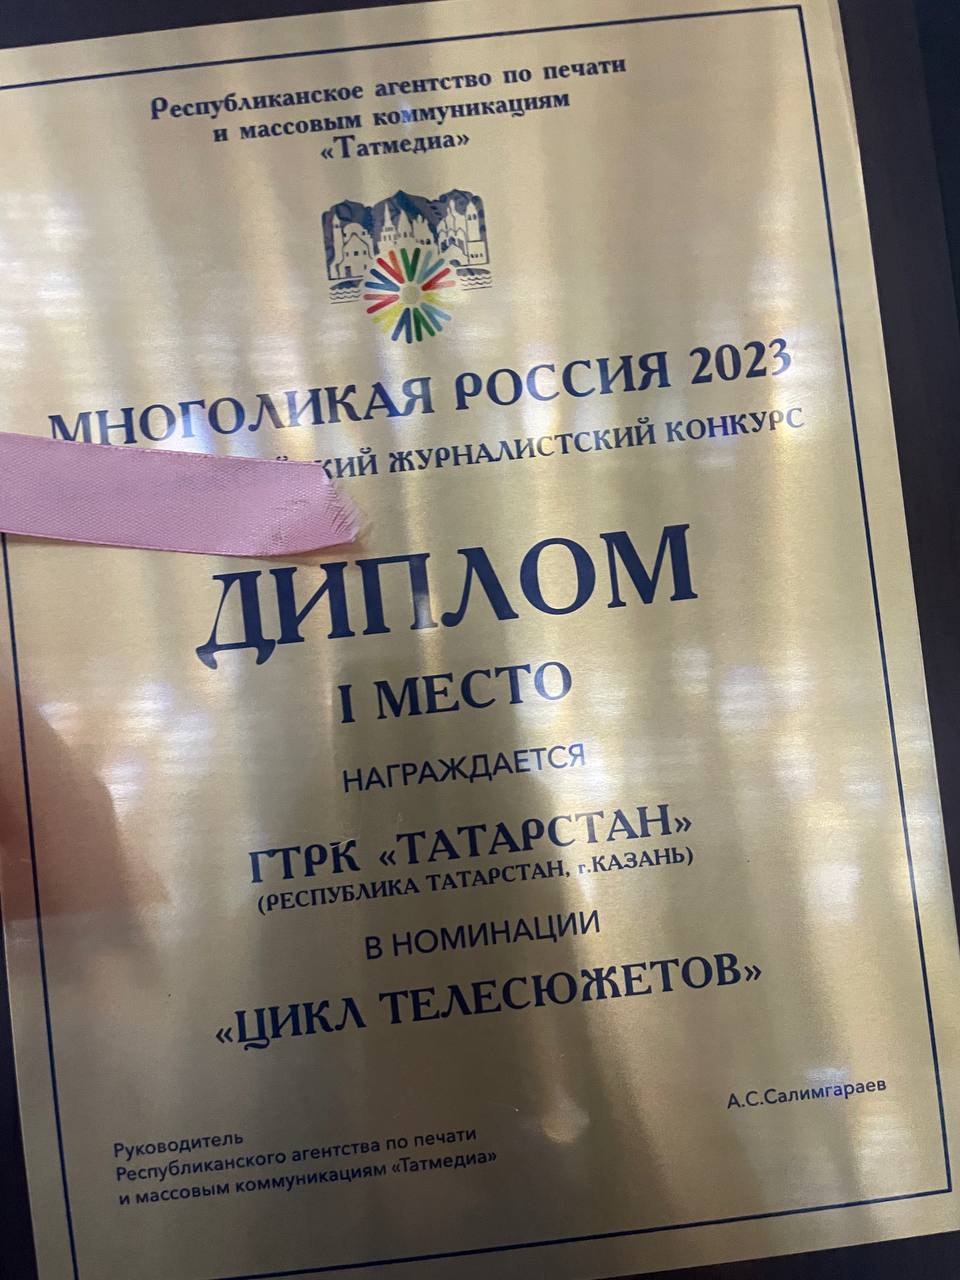 Республиканское агентство по печати
и массовым коммуникациям
«Татмедиа»
МНОГОЛИКАЯ РОССИЯ 2023
ЖУРНАЛИСТСКИЙ КОНКУРС
ДИПЛОМ
I МЕСТО
НАГРАЖДАЕТСЯ
ГТРК «ТАТАРСТАН»
(РЕСПУБЛИКА ТАТАРСТАН, г.КАЗАНЬ)
В НОМИНАЦИИ
«ЦИКЛ ТЕЛЕСЮЖЕТОВ»
А.С.Салимгараев
Руководитель
Республиканского агентства по печати
и массовым коммуникациям «Татмедиа»